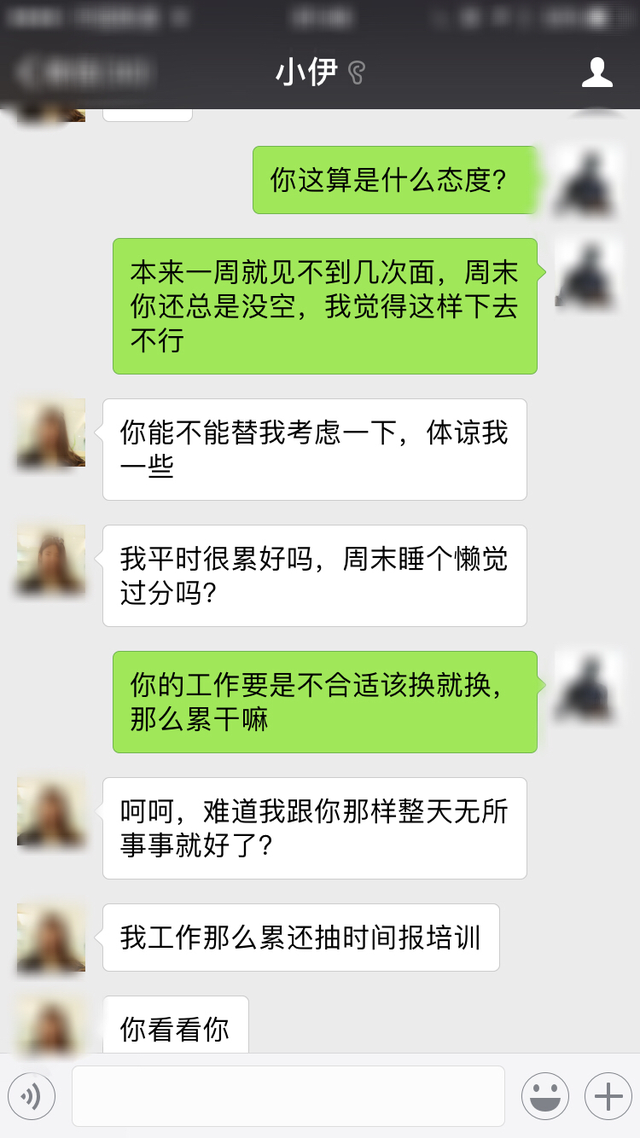 小伊
你这算是什么态度？
本来一周就见不到几次面，周末
你还总是没空，我觉得这样下去
不行
你能不能替我考虑一下，体谅我
一些
我平时很累好吗，周末睡个懒觉
过分吗？
你的工作要是不合适该换就换，
那么累干嘛
呵呵，难道我跟你那样整天无所
事事就好了？
我工作那么累还抽时间报培训
你看看你